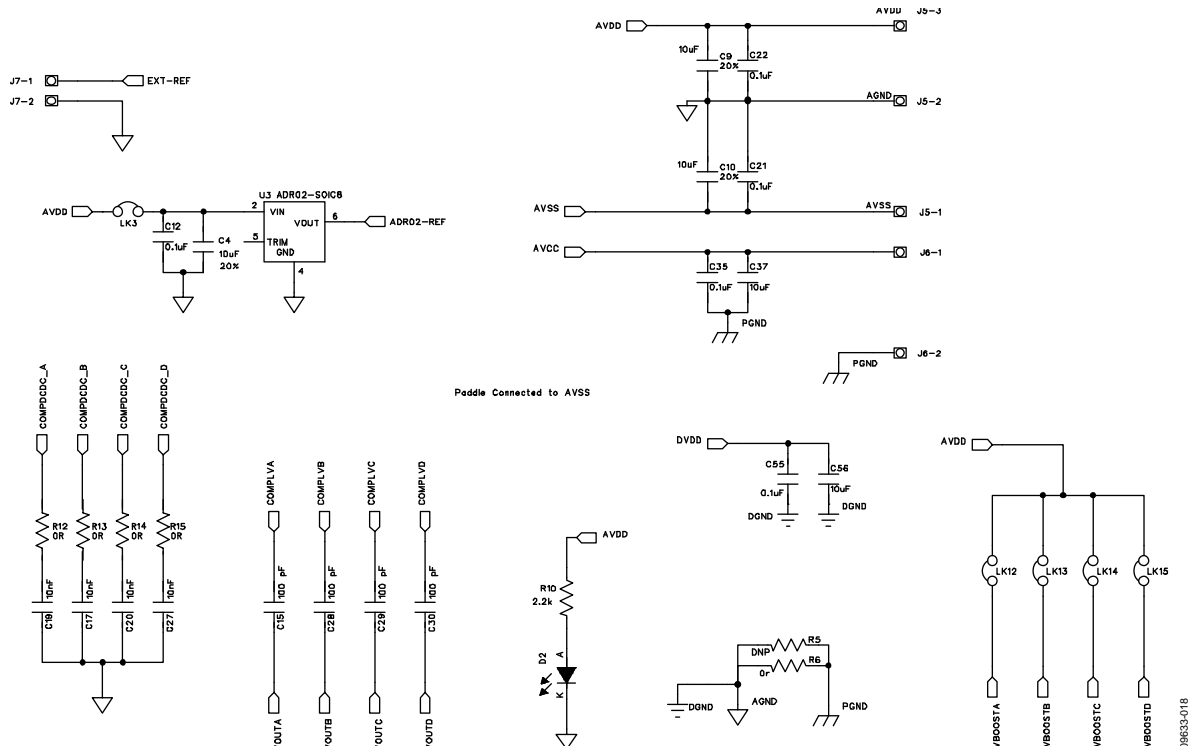 AVDD J5-3
AVDD
10uF C9 20% C22 0.1uF
AGND J5-2
10uF C10 20% C21 0.1uF
AVSS AVSS J5-1
AVCC J6-1
C35 0.1uF C37 10uF
PGND
PGND J6-2
J7-1 EXT-REF
J7-2
U3 ADR02-SOIC8
AVDD LK3 2 VIN VOUT 6 ADR02-REF
C12 0.1uF C4 10uF 20% 5 TRIM GND 4
Paddle Connected to AVSS
COMPDCDC_A COMPDCDC_B COMPDCDC_C COMPDCDC_D
R12 0R R13 0R R14 0R R15 0R
10nF 10nF 10nF 10nF
C19 C17 C20 C27
COMPLVA COMPLVB COMPLVC COMPLVD
100 pF 100 pF 100 pF 100 pF
C15 C28 C29 C30
VOUTA VOUTB VOUTC VOUTD
AVDD
R10 2.2k
D2 A K
DVDD
C55 0.1uF C56 10uF
DGND DGND
R5 DNP
R6 0r
DGND AGND PGND
AVDD
LK12 LK13 LK14 LK15
VBOOSTA VBOOSTB VBOOSTC VBOOSTD
09633-018